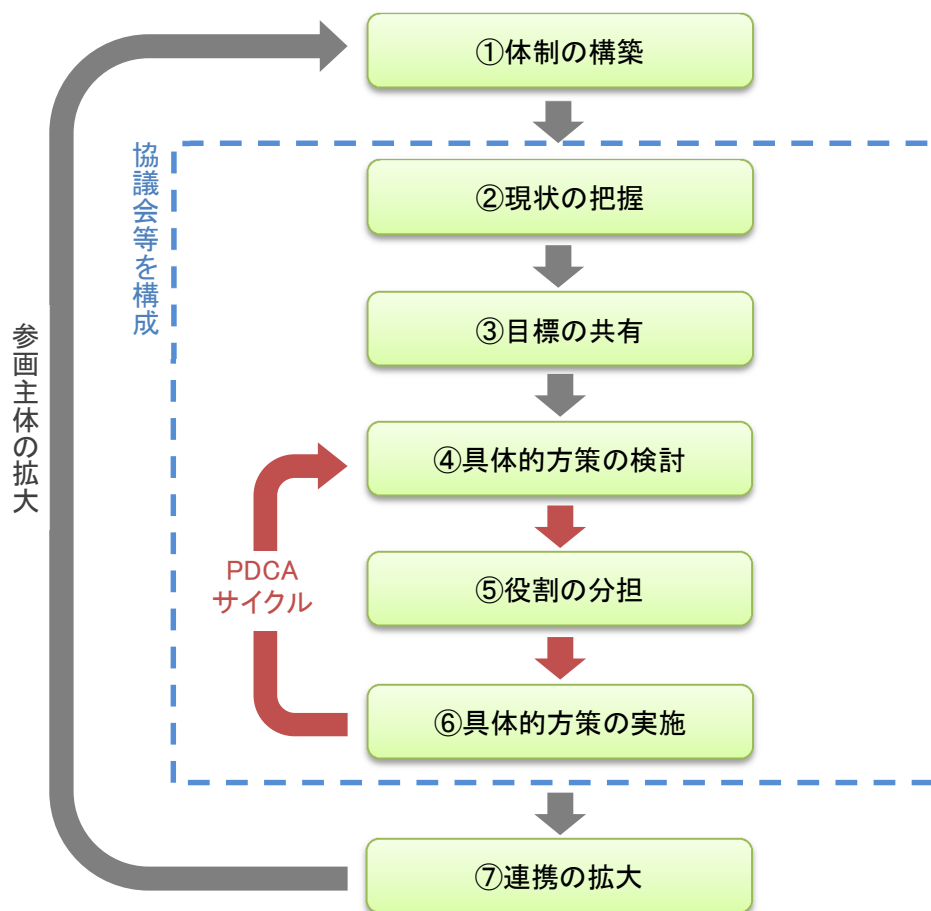 ①体制の構築
協議会等を構成
②現状の把握
③目標の共有
参画主体の拡大
④具体的方策の検討
PDCA
サイクル
⑤役割の分担
⑥具体的方策の実施
⑦連携の拡大